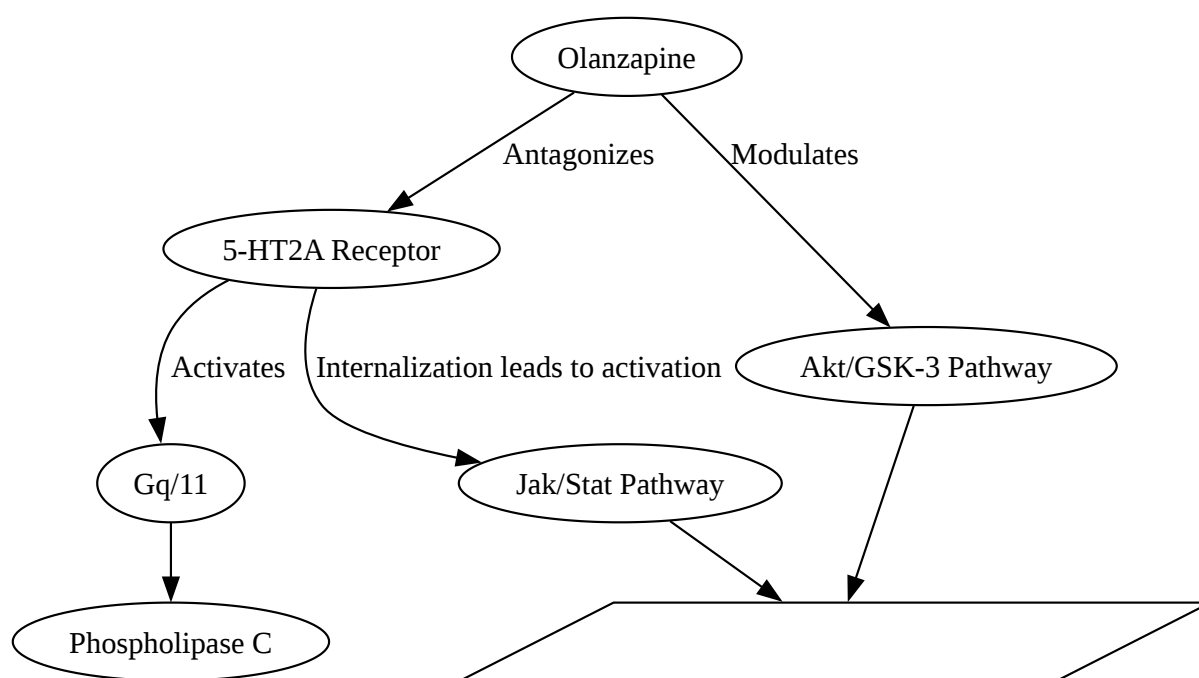 Olanzapine
Antagonizes
Modulates
5-HT2A Receptor
Activates
Internalization leads to activation
Akt/GSK-3 Pathway
Gq/11
Jak/Stat Pathway
Phospholipase C